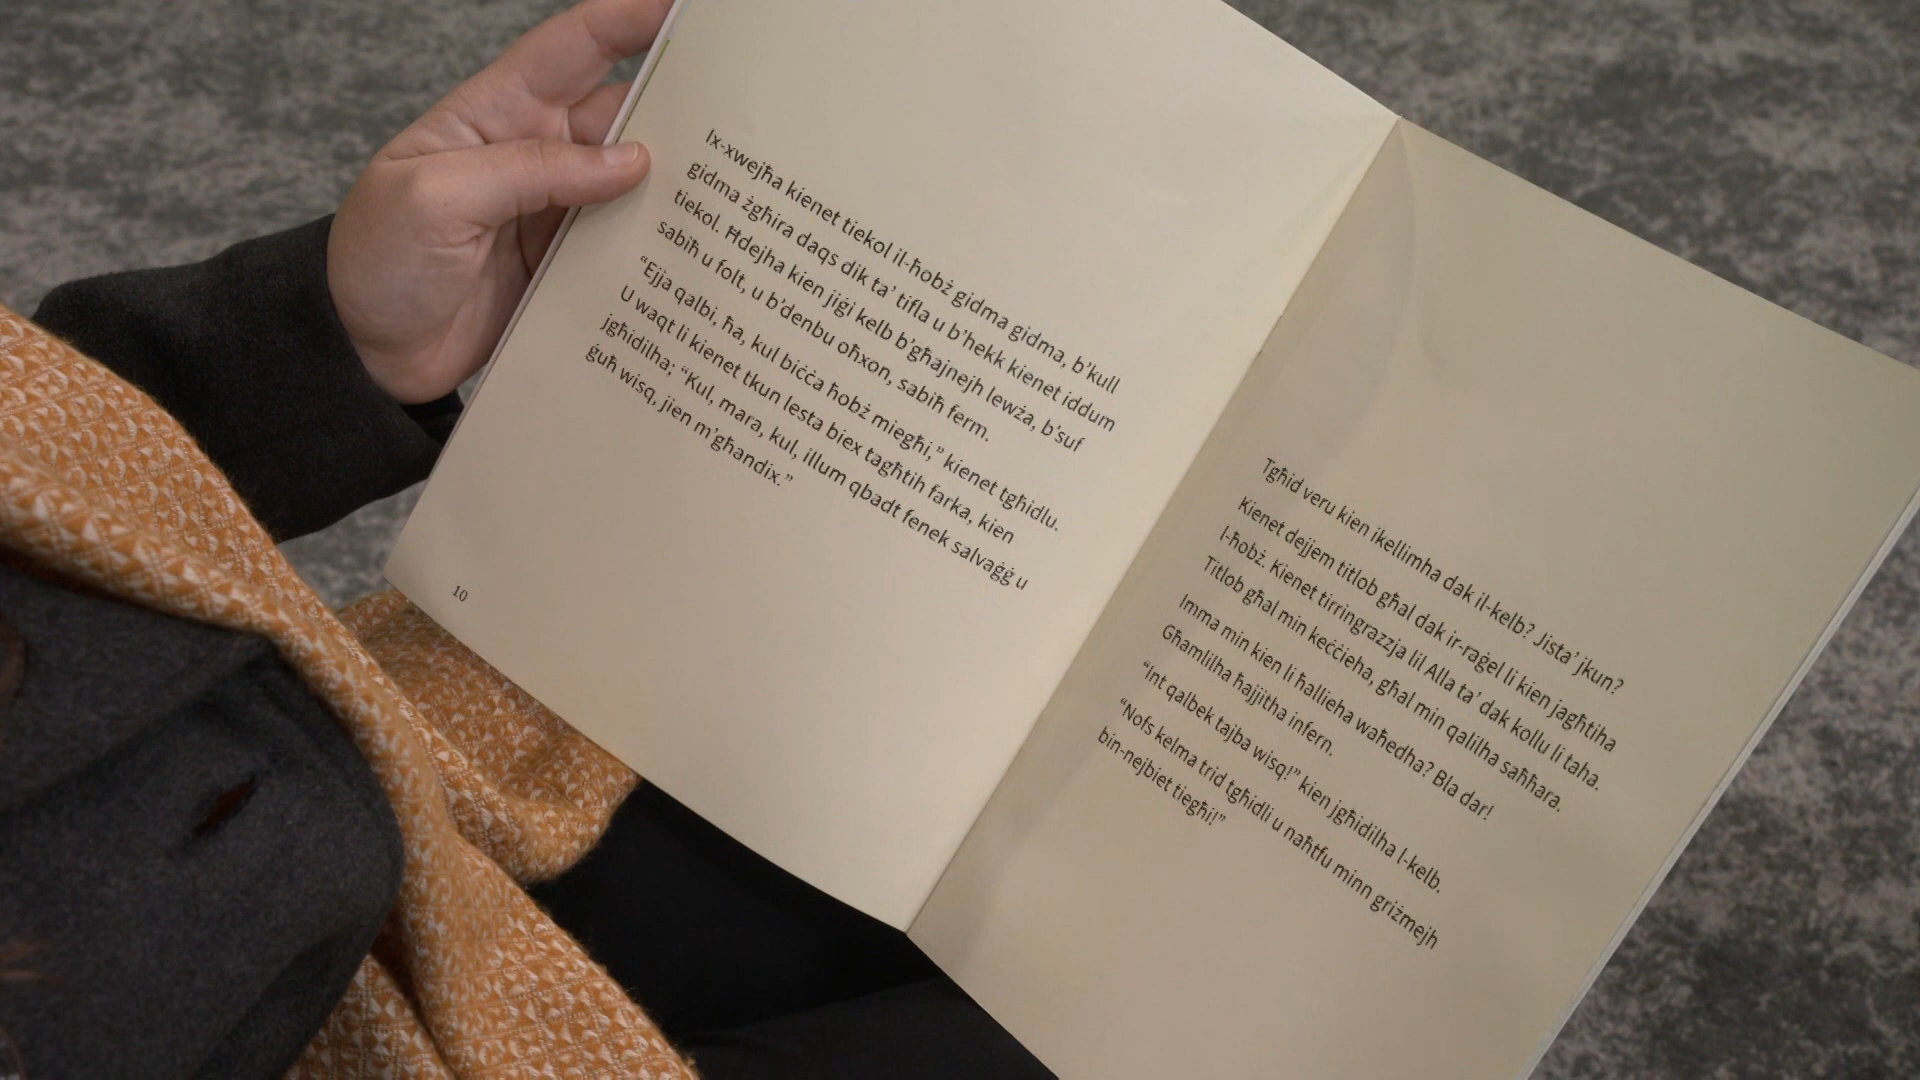 Ix-xwejħa kienet tiekol il-ħobż gidma gidma, b’kull
gidma żgħira daqs dik ta’ tifla u b’hekk kienet iddum
tiekol. Ħdejha kien jiġi kelb b’għajnejh lewża, b’suf
sabiħ u folt, u b’denbu oħxon, sabiħ ferm.
“Ejja qalbi, ħa, kul biċċa ħobż miegħi,” kienet tgħidlu.
U waqt li kienet tkun lesta biex tagħtih farka, kien
jgħidilha; “Kul, mara, kul, illum qbadt fenek salvaġġ u
ġuħ wisq, jien m’għandix.”
10
Tgħid veru kien ikellimha dak il-kelb? Jista’ jkun?
Kienet dejjem titlob għal dak ir-raġel li kien jagħtiha
l-ħobż. Kienet tirringrazzja lil Alla ta’ dak kollu li taha.
Titlob għal min keċċieha, għal min qalilha saħħara.
Imma min kien li ħallieha waħedha? Bla dar!
Għamlilha ħajjitha infern.
“Int qalbek tajba wisq!” kien jgħidilha l-kelb.
“Nofs kelma trid tgħidli u naħtfu minn griżmejh
bin-nejbiet tiegħi!”